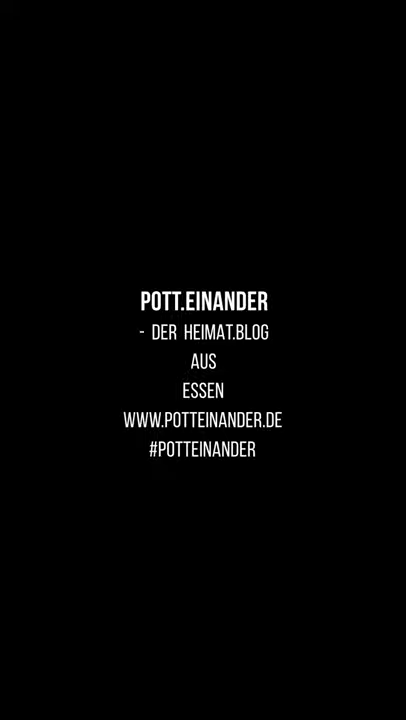 POTT.EINANDER
- DER HEIMAT.BLOG
AUS
ESSEN
WWW.POTTEINANDER.DE
#POTTEINANDER